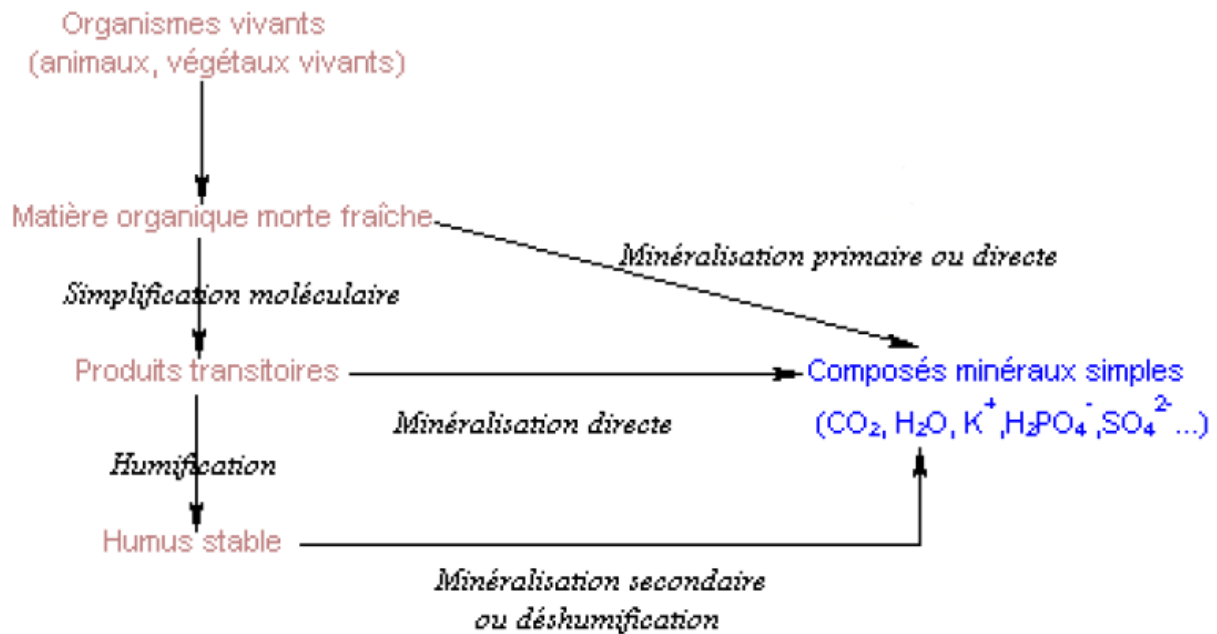 Organismes vivants
(animaux, végétaux vivants)
Matière organique morte fraîche
Minéralisation primaire ou directe
Simplification moléculaire
Produits transitoires
Composés minéraux simples
(CO₂, H₂O, K⁺,H₂PO₄⁻,SO₄²⁻...)
Minéralisation directe
Humification
Humus stable
Minéralisation secondaire
ou déshumification